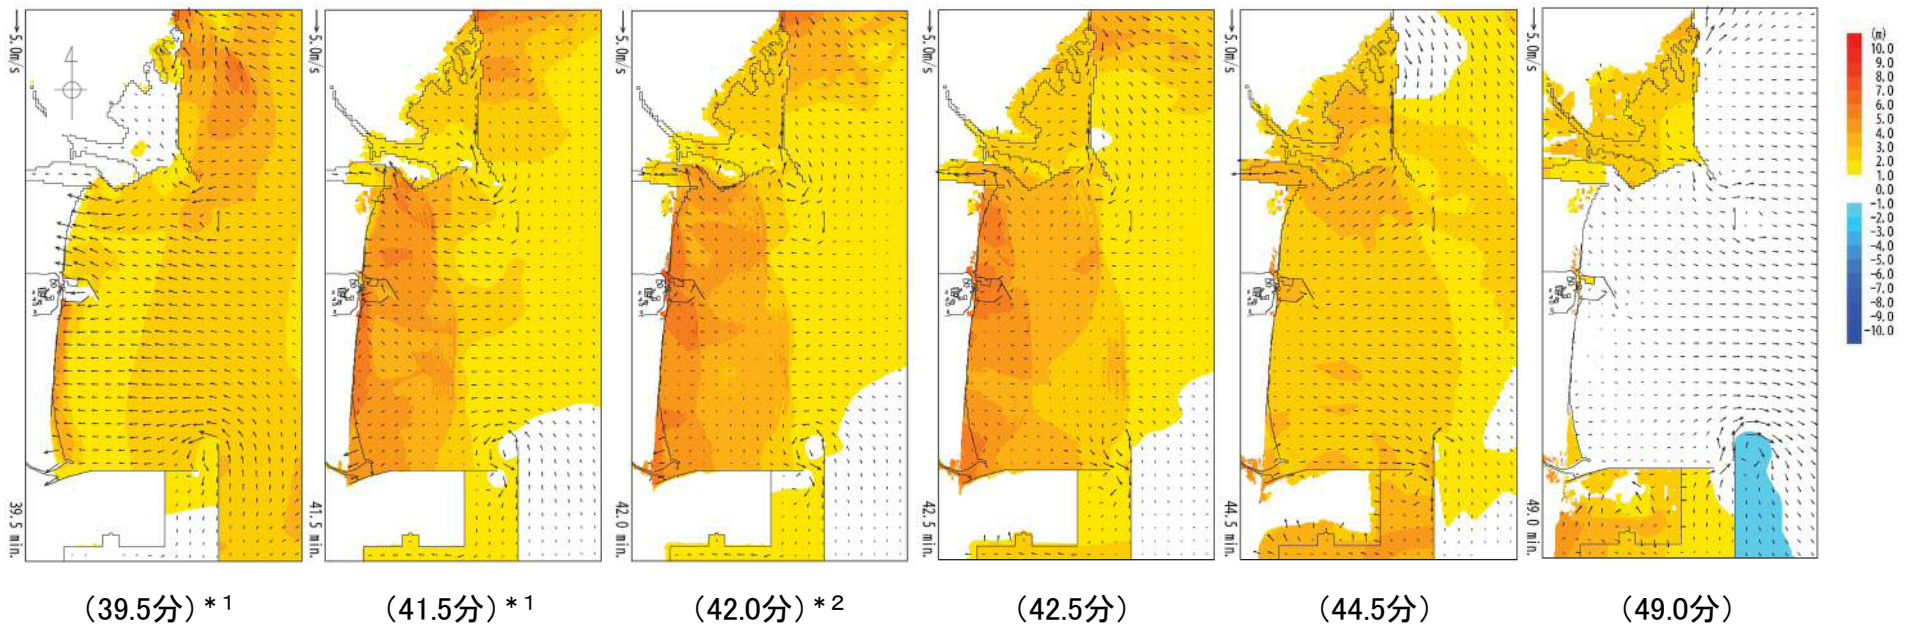 5.0m/s
39.5 min.
5.0m/s
41.5 min.
5.0m/s
42.0 min.
5.0m/s
42.5 min.
5.0m/s
44.5 min.
5.0m/s
49.0 min.
(m)
10.0
9.0
8.0
7.0
6.0
5.0
4.0
3.0
2.0
1.0
0.0
-1.0
-2.0
-3.0
-4.0
-5.0
-6.0
-7.0
-8.0
-9.0
-10.0
（39.5分）*1
（41.5分）*1
（42.0分）*2
（42.5分）
（44.5分）
（49.0分）